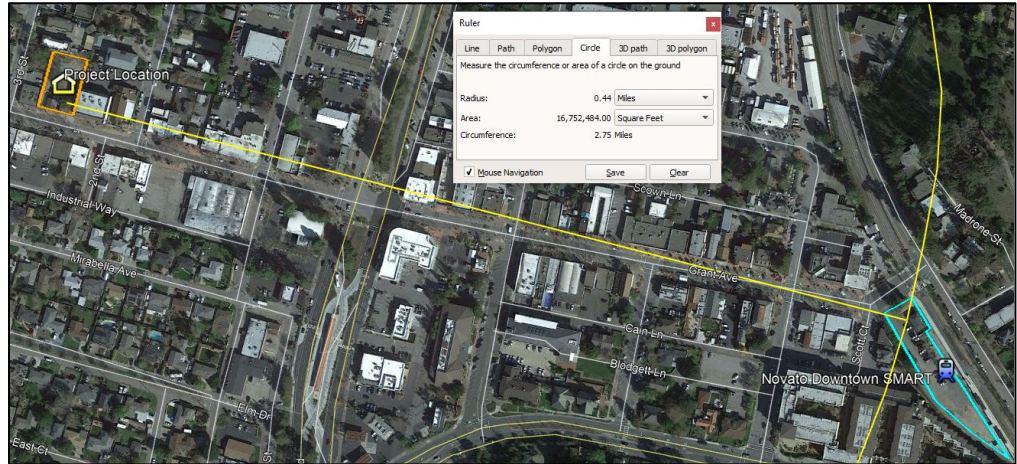 Ruler
x
Line Path Polygon Circle 3D path 3D polygon
Measure the circumference or area of a circle on the ground
Radius: 0.44 Miles
Area: 16,752,484.00 Square Feet
Circumference: 2.75 Miles
Mouse Navigation Save Clear
3rd St
Project Location
2nd St
Industrial Way
Mirabella Ave
Scown Ln
Madrone St
Grant Ave
Cain Ln
Scott Ct
Blodgett Ln
Novato Downtown SMART
Elm Dr
East Ct
St